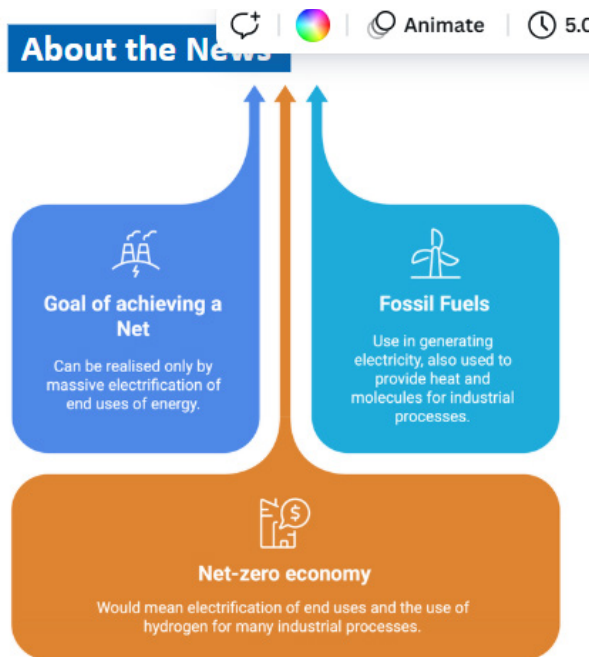 Animate
5.0
About the News
Goal of achieving a
Net
Can be realised only by
massive electrification of
end uses of energy.
Fossil Fuels
Use in generating
electricity, also used to
provide heat and
molecules for industrial
processes.
$
Net-zero economy
Would mean electrification of end uses and the use of
hydrogen for many industrial processes.